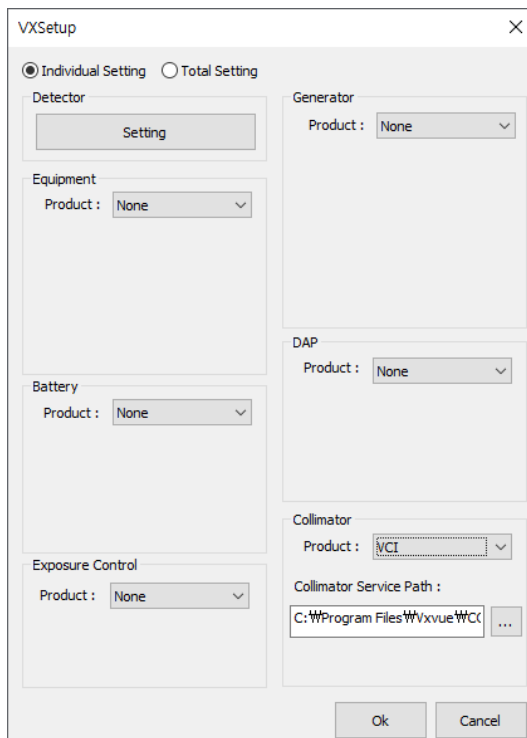 VXSetup
Individual Setting Total Setting
Detector
Setting
Equipment
Product : None
Battery
Product : None
Exposure Control
Product : None
Generator
Product : None
DAP
Product : None
Collimator
Product : VCI
Collimator Service Path :
C:₩Program Files₩Vxvue₩
...
Ok Cancel